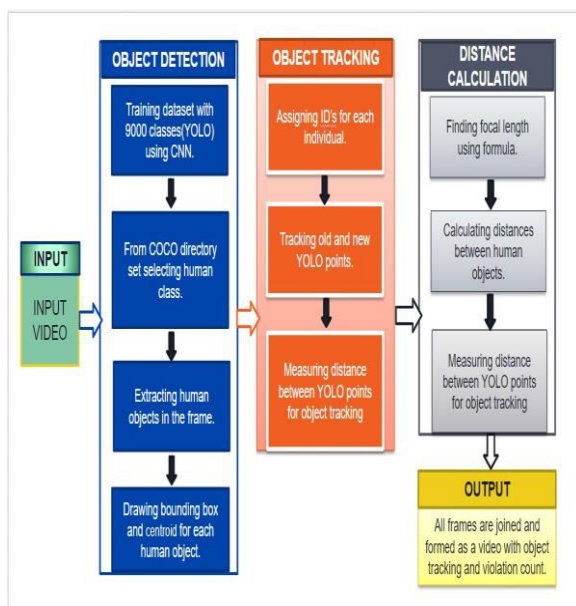 INPUT
INPUT
VIDEO
OBJECT DETECTION
Training dataset with
9000 classes(YOLO)
using CNN.
From COCO directory
set selecting human
class.
Extracting human
objects in the frame.
Drawing bounding box
and centroid for each
human object.
OBJECT TRACKING
Assigning ID's for each
individual.
Tracking old and new
YOLO points.
Measuring distance
between YOLO points
for object tracking
DISTANCE
CALCULATION
Finding focal length
using formula.
Calculating distances
between human
objects.
Measuring distance
between YOLO points
for object tracking
OUTPUT
All frames are joined and
formed as a video with object
tracking and violation count.